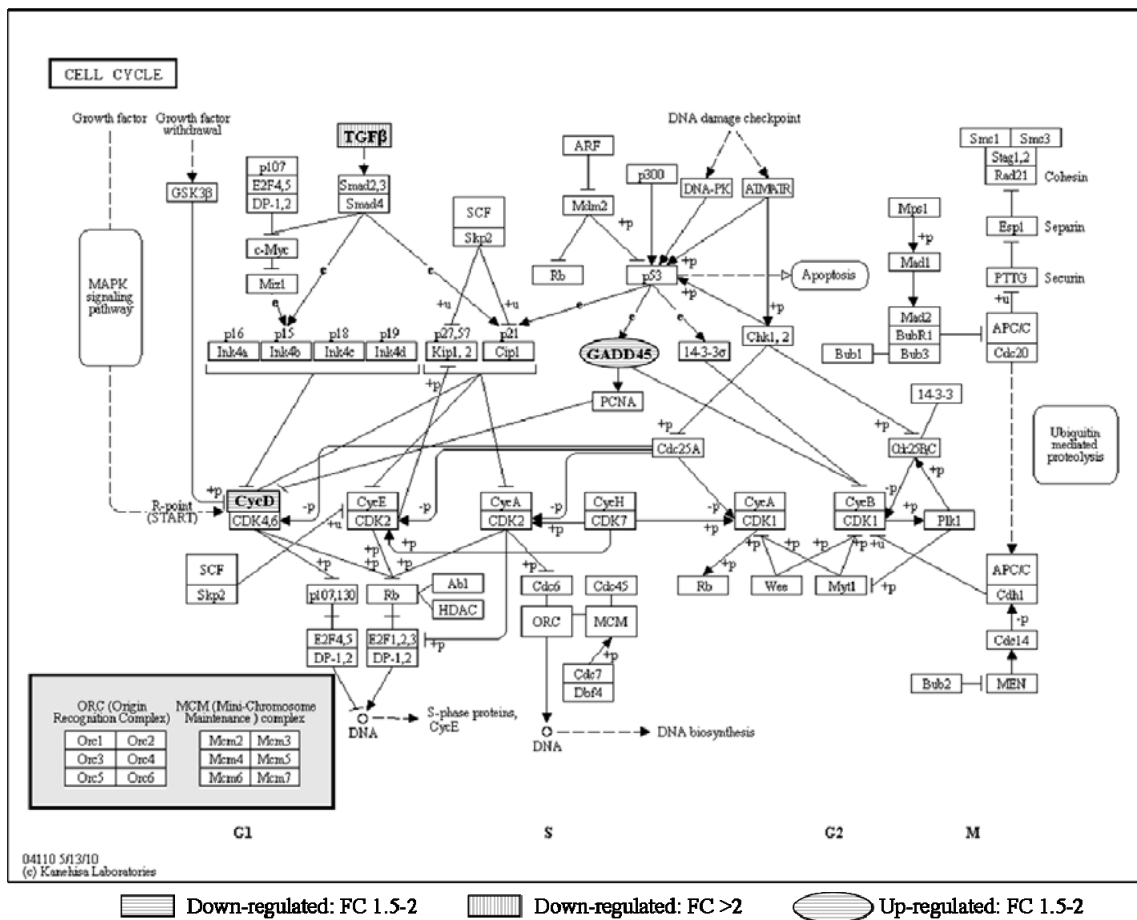 CELL CYCLE
Growth factor
Growth factor
withdrawal
TGFβ
DNA damage checkpoint
ARF
Smc1 Smc3
Stag1,2
Rad21
Cohesin
p107
E2F4,5
DP-1,2
GSK3β
Smad2,3
Smad4
p300
DNA-PK
ATM/ATR
SCF
Skp2
Mdm2
+p
Mps1
+p
Esp1
Separin
c-Myc
Miz1
Rb
p53
+p
+p
Apoptosis
Mad1
PTTG
Securin
MAPK
signaling
pathway
e
e
e
+u
+u
e
e
e
+p
+u
p16
Ink4a
p15
Ink4b
p18
Ink4c
p19
Ink4d
p27,57
Kip1, 2
p21
Cip1
GADD45
14-3-3σ
Chk1, 2
Mad2
BubR1
Bub3
Bub1
APC/C
Cdc20
+p
PCNA
14-3-3
+p
Cdc25A
+p
Cdc25B,C
Ubiquitin
mediated
proteolysis
R-point
(START)
+p
CycD
CDK4,6
-p
CycE
CDK2
+u
-p
CycA
CDK2
-p
+p
CycH
CDK7
-p
+p
CycA
CDK1
CycB
CDK1
-p
+p
+p
Plk1
SCF
Skp2
+p
+p
+p
+p
+p
+p
+p
+p
+p
+u
+p
p107,130
Rb
Abl
HDAC
Cdc6
Cdc45
Rb
Wee
Myt1
APC/C
Cdh1
ORC
MCM
-p
E2F4,5
DP-1,2
E2F1,2,3
DP-1,2
+p
+p
Cdc7
Dbf4
Cdc14
Bub2
MEN
DNA
S-phase proteins,
CycE
DNA
DNA biosynthesis
ORC (Origin
Recognition Complex)
Orc1 Orc2
Orc3 Orc4
Orc5 Orc6
MCM (Mini-Chromosome
Maintenance ) complex
Mcm2 Mcm3
Mcm4 Mcm5
Mcm6 Mcm7
G1 S G2 M
04110 5/13/10
(c) Kanehisa Laboratories
Down-regulated: FC 1.5-2 Down-regulated: FC >2 Up-regulated: FC 1.5-2